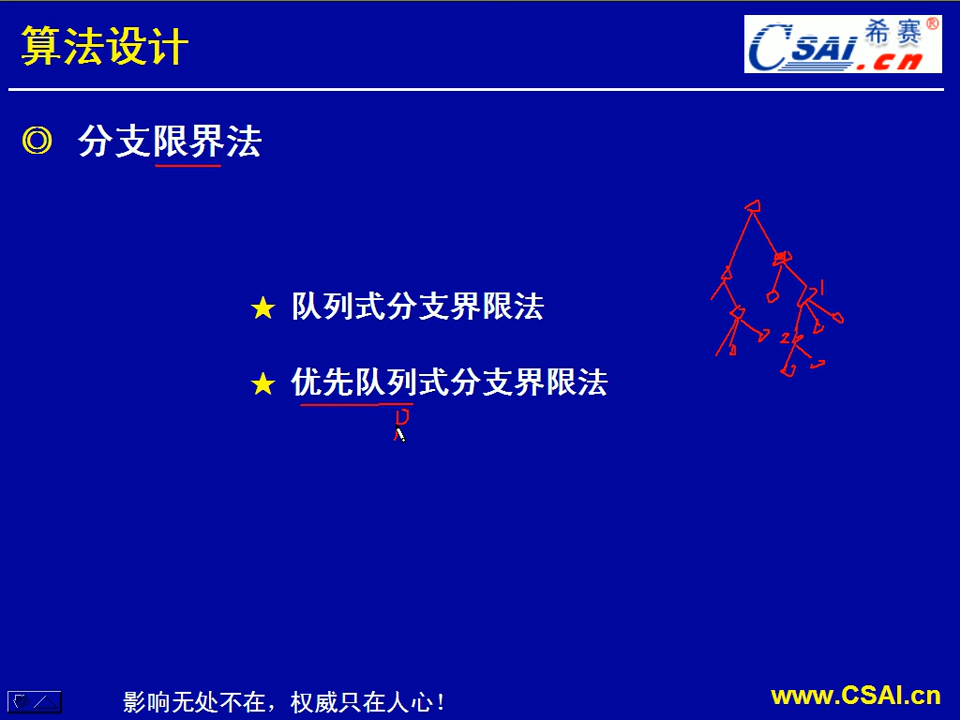 算法设计
CSAI.cn 希赛®
◎ 分支限界法
★ 队列式分支界限法
★ 优先队列式分支界限法
影响无处不在，权威只在人心！
www.CSAI.cn